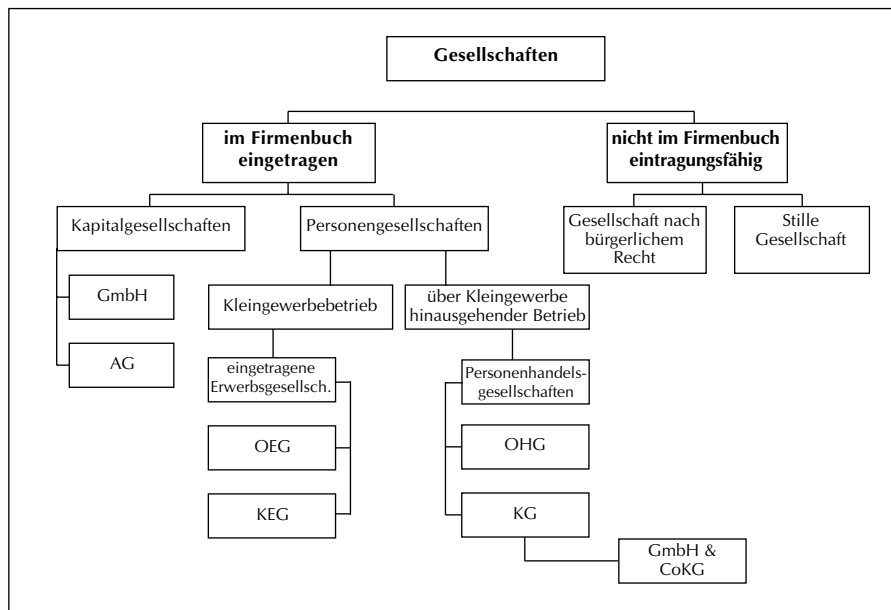 Gesellschaften
im Firmenbuch
eingetragen
nicht im Firmenbuch
eintragungsfähig
Kapitalgesellschaften
Personengesellschaften
Gesellschaft nach
bürgerlichem
Recht
Stille
Gesellschaft
GmbH
AG
Kleingewerbebetrieb
über Kleingewerbe
hinausgehender Betrieb
eingetragene
Erwerbsgesellsch.
Personenhandels-
gesellschaften
OEG
OHG
KEG
KG
GmbH &
CoKG